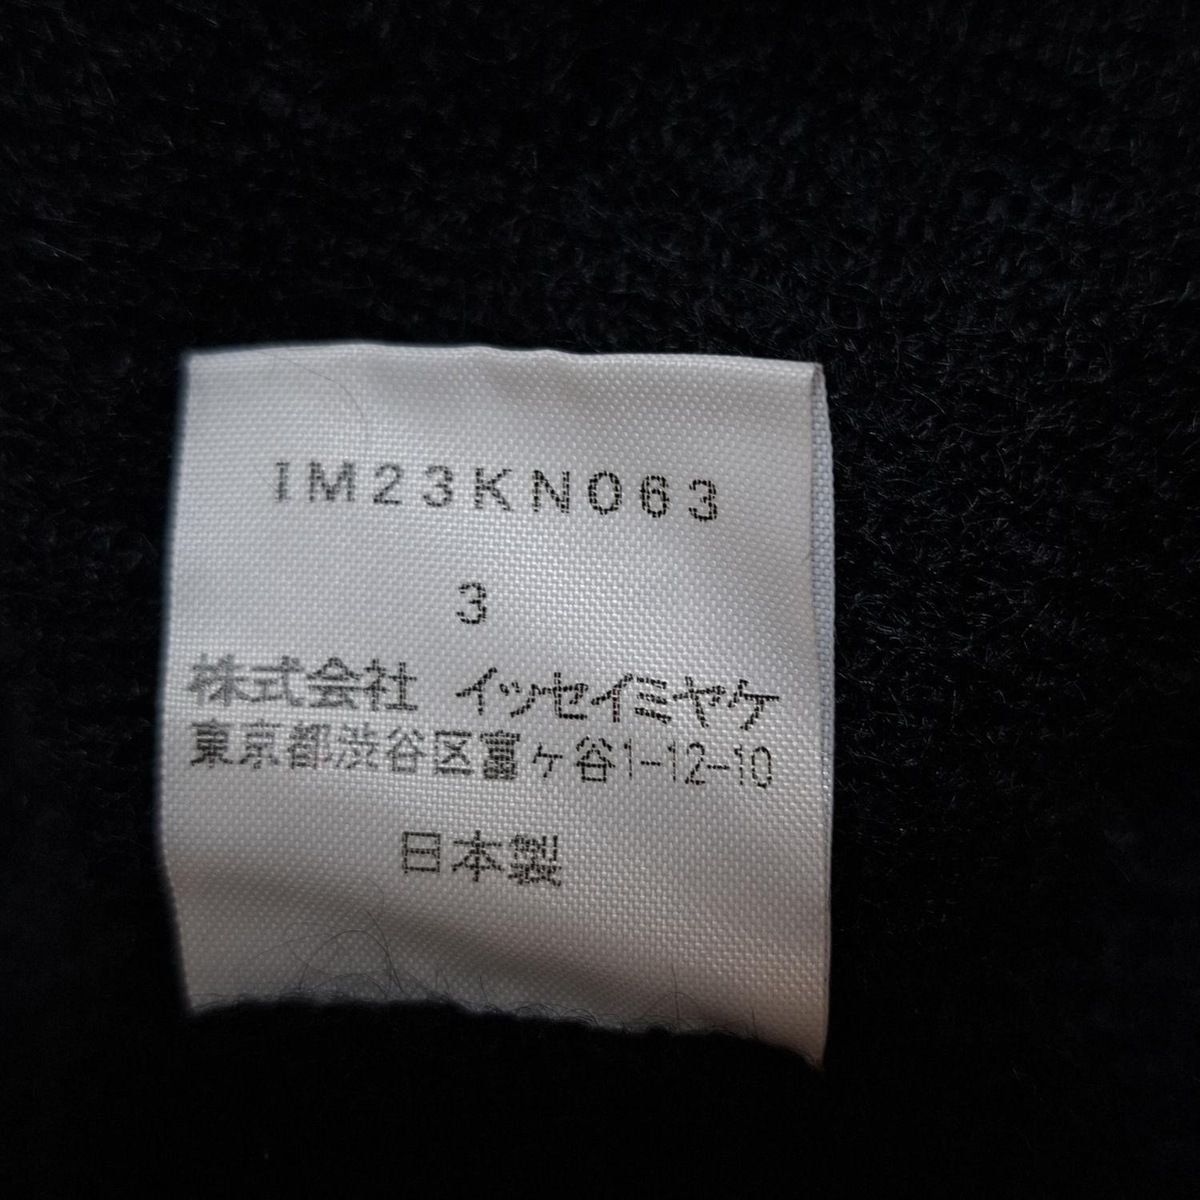 IM23KN063
3
株式会社 イッセイミヤケ
東京都渋谷区富ヶ谷1-12-10
日本製